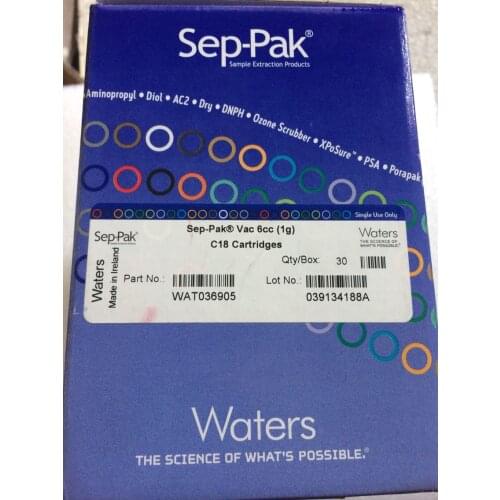 Sep-Pak®
Sample Extraction Products
Aminopropyl • Diol • AC2 • Dry • DNPH • Ozone Scrubber • XPoSure™ • PSA • Porapak
Single Use Only
Sep-Pak®
Sep-Pak® Vac 6cc (1g)
C18 Cartridges
Waters
THE SCIENCE OF
WHAT'S POSSIBLE.
Qty/Box: 30
Waters
Made in Ireland
Part No.:
WAT036905
Lot No.:
039134188A
Waters
THE SCIENCE OF WHAT'S POSSIBLE.®